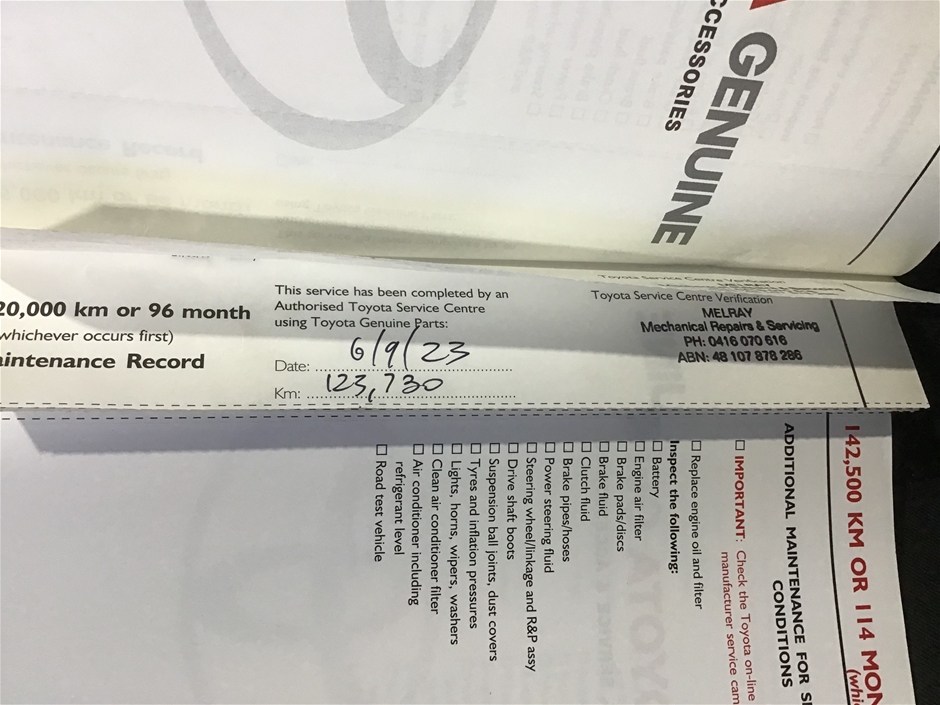 GENUINE
CCESSORIES
20,000 km or 96 month
whichever occurs first)
aintenance Record
This service has been completed by an
Authorised Toyota Service Centre
using Toyota Genuine Parts:
Date: 6/9/23
Km: 123,730
Toyota Service Centre Verification
MELRAY
Mechanical Repairs & Servicing
PH: 0416 070 616
ABN: 48 107 878 286
142,500 KM OR 114 MON
(whi
ADDITIONAL MAINTENANCE FOR S
CONDITIONS
IMPORTANT: Check the Toyota on-line
manufacturer service cam
Replace engine oil and filter
Inspect the following:
Battery
Engine air filter
Brake pads/discs
Brake fluid
Clutch fluid
Brake pipes/hoses
Power steering fluid
Steering wheel/linkage and R&P assy
Drive shaft boots
Suspension ball joints, dust covers
Tyres and inflation pressures
Lights, horns, wipers, washers
Clean air conditioner filter
Air conditioner including
refrigerant level
Road test vehicle